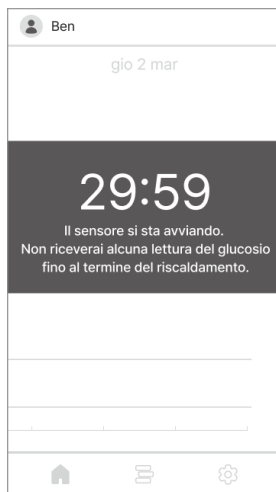 Ben
gio 2 mar
29:59
Il sensore si sta avviando.
Non riceverai alcuna lettura del glucosio
fino al termine del riscaldamento.